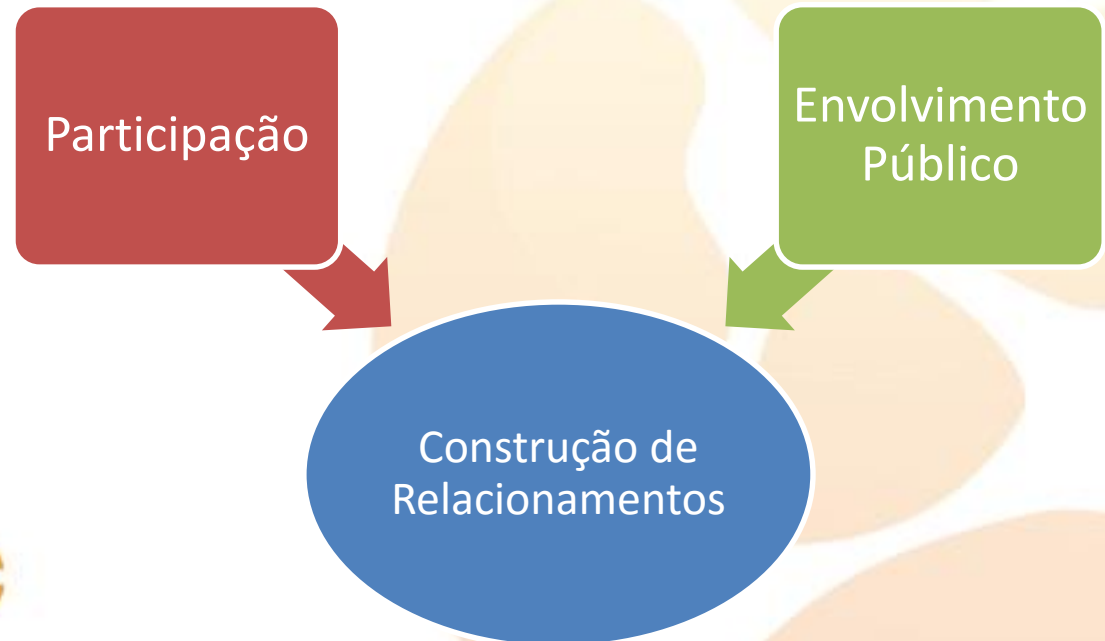 Participação
Envolvimento
Público
Construção de
Relacionamentos